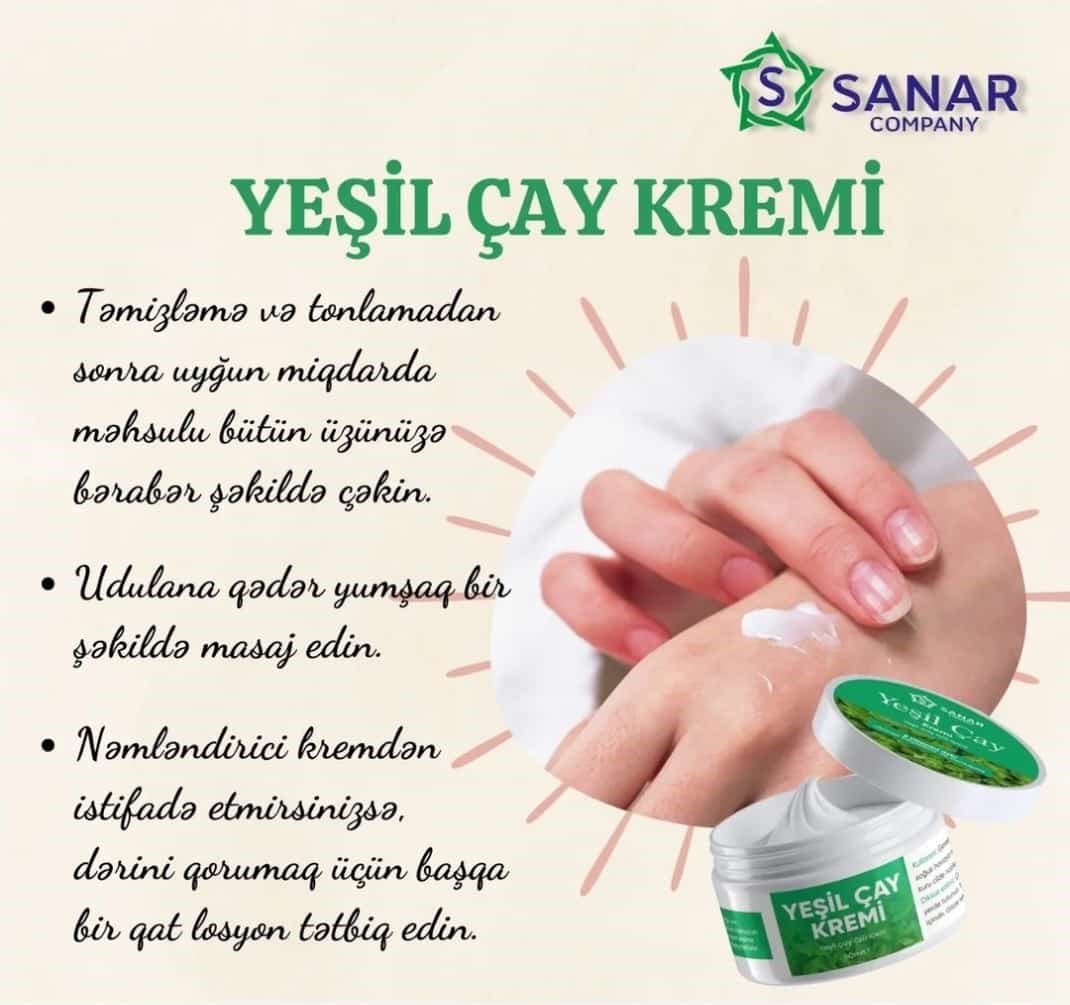 S SANAR
COMPANY
YEŞİL ÇAY KREMİ
• Təmizləmə və tonlamadan
sonra uyğun miqdarda
məhsulu bütün üzünüzə
bərabər şəkildə çəkin.
• Udulana qədər yumşaq bir
şəkildə masaj edin.
• Nəmləndirici kremdən
istifadə etmirsinizsə,
dərini qorumaq üçün başqa
bir qat losyon tətbiq edin.
SANAR
Yeşil Çay
Kremi
YEŞİL ÇAY
KREMİ